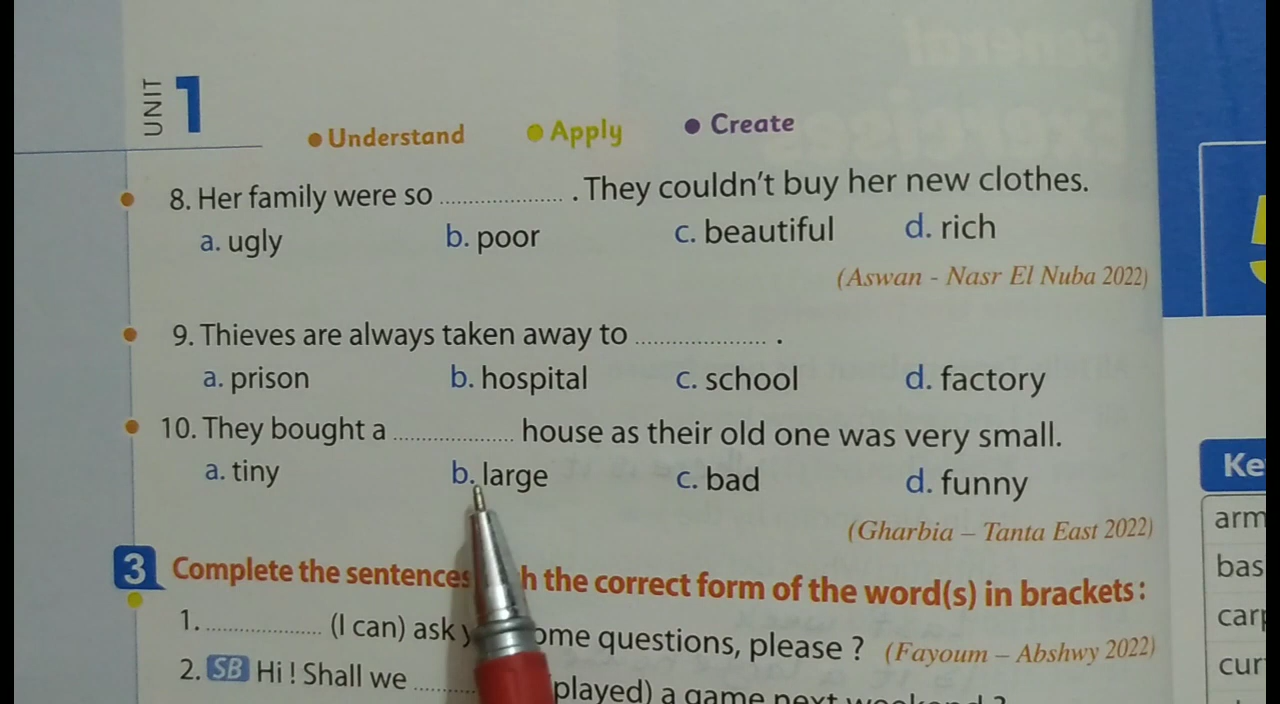 UNIT 1
Understand Apply Create
8. Her family were so .................... . They couldn't buy her new clothes.
a. ugly b. poor c. beautiful d. rich
(Aswan - Nasr El Nuba 2022)
9. Thieves are always taken away to .................... .
a. prison b. hospital c. school d. factory
10. They bought a .................... house as their old one was very small.
a. tiny b. large c. bad d. funny
(Gharbia – Tanta East 2022)
3 Complete the sentences the correct form of the word(s) in brackets:
1. .................... (I can) ask questions, please ? (Fayoum – Abshwy 2022)
2. SB Hi ! Shall we .......... (played) a game next weekend ?